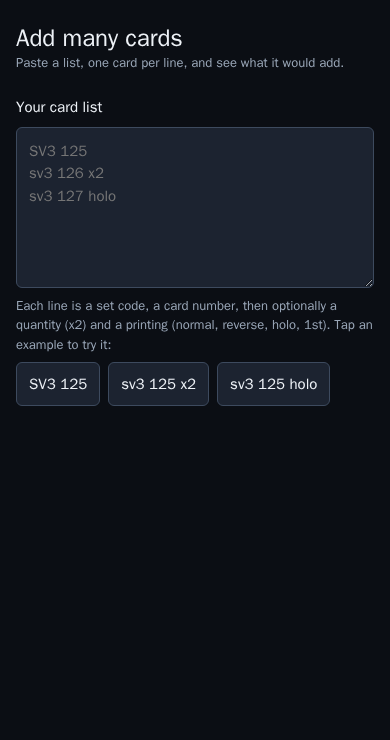 Add many cards
Paste a list, one card per line, and see what it would add.
Your card list
SV3 125
sv3 126 x2
sv3 127 holo
Each line is a set code, a card number, then optionally a
quantity (x2) and a printing (normal, reverse, holo, 1st). Tap an
example to try it:
SV3 125
sv3 125 x2
sv3 125 holo